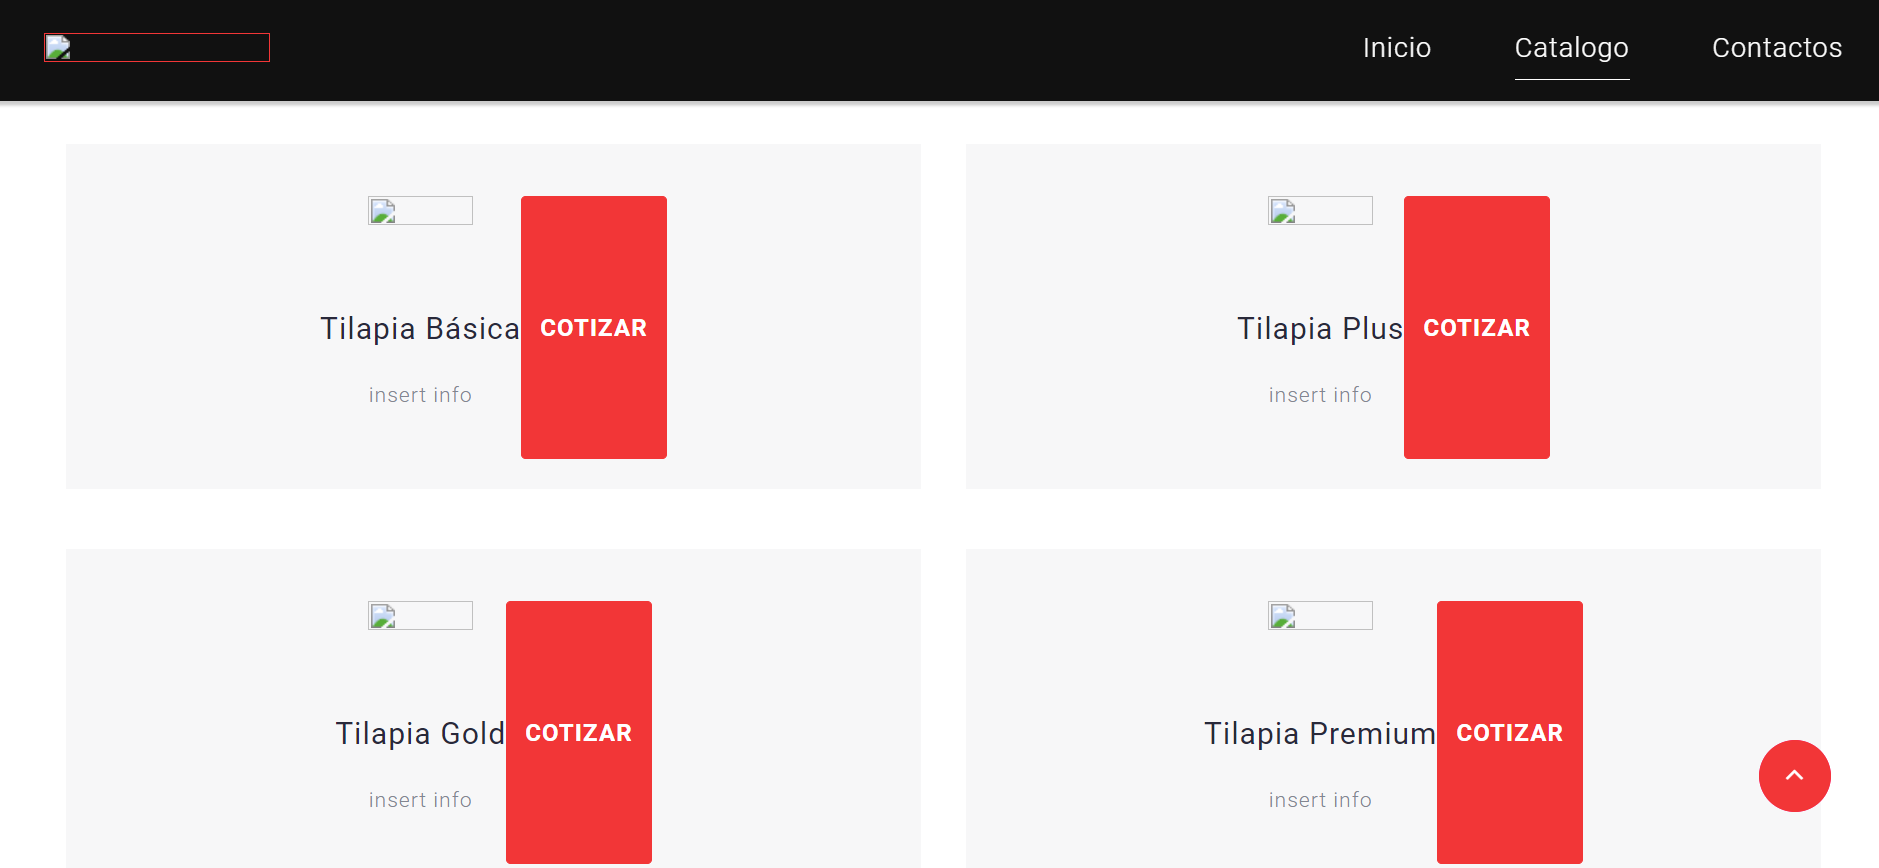 Inicio Catalogo Contactos
Tilapia Básica COTIZAR
insert info
Tilapia Plus COTIZAR
insert info
Tilapia Gold COTIZAR
insert info
Tilapia Premium COTIZAR
insert info